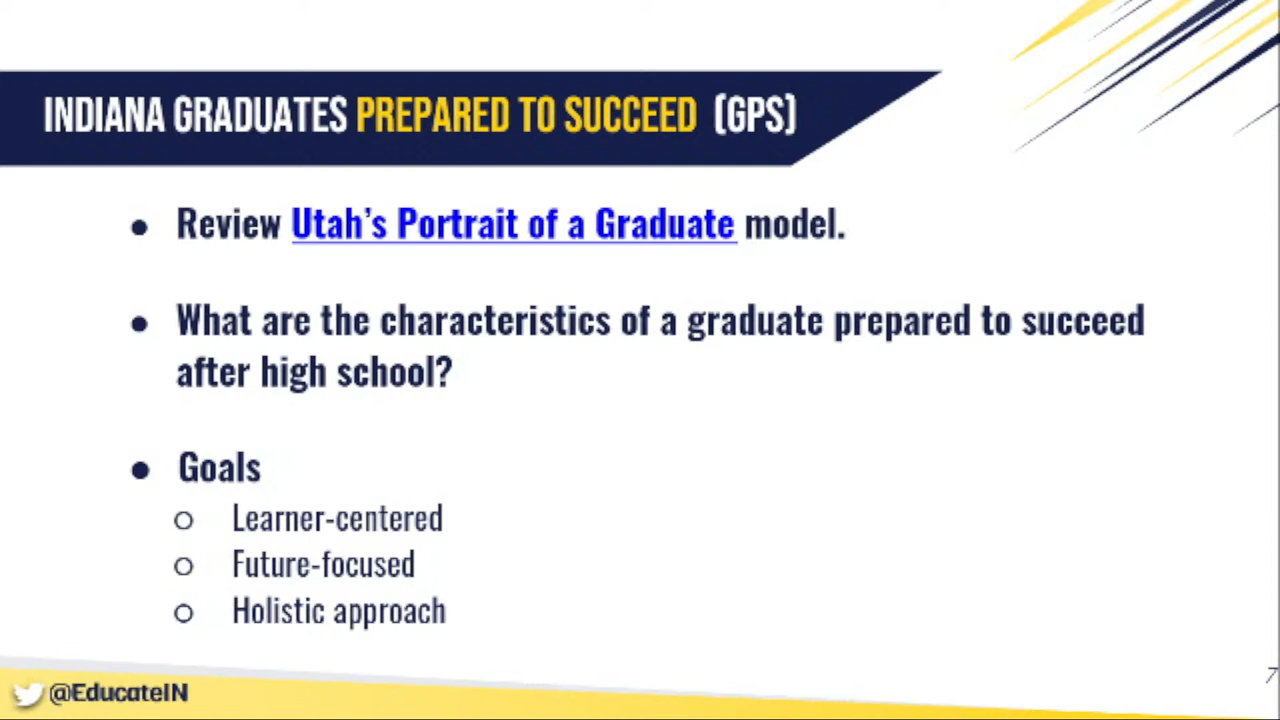 INDIANA GRADUATES PREPARED TO SUCCEED (GPS)
● Review Utah's Portrait of a Graduate model.
● What are the characteristics of a graduate prepared to succeed
after high school?
● Goals
○ Learner-centered
○ Future-focused
○ Holistic approach
@EducateIN
7